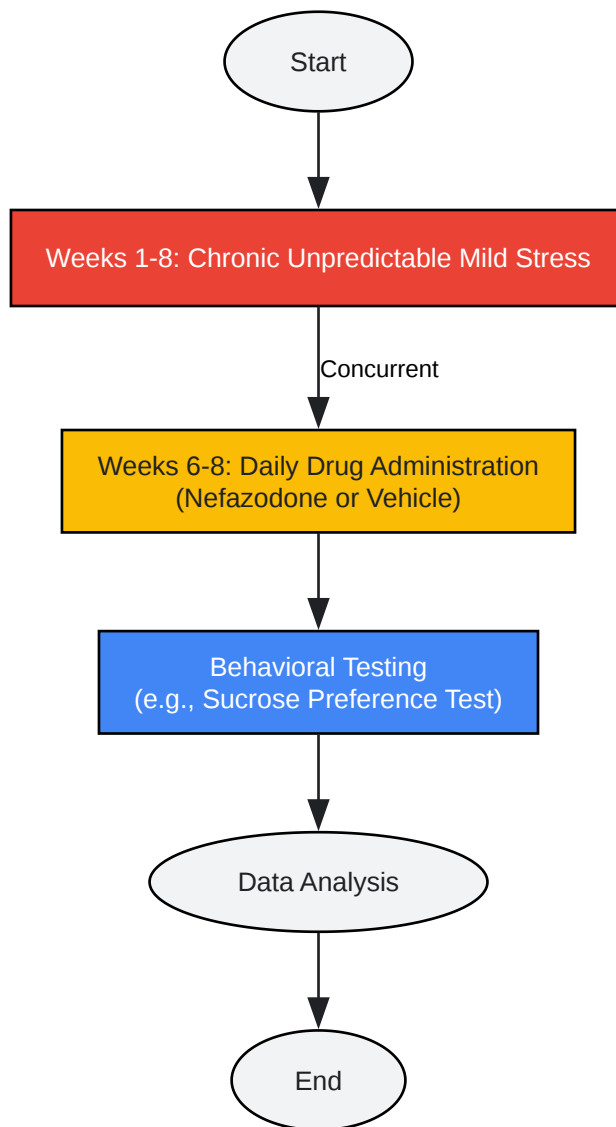 Start
Weeks 1-8: Chronic Unpredictable Mild Stress
Concurrent
Weeks 6-8: Daily Drug Administration
(Nefazodone or Vehicle)
Behavioral Testing
(e.g., Sucrose Preference Test)
Data Analysis
End